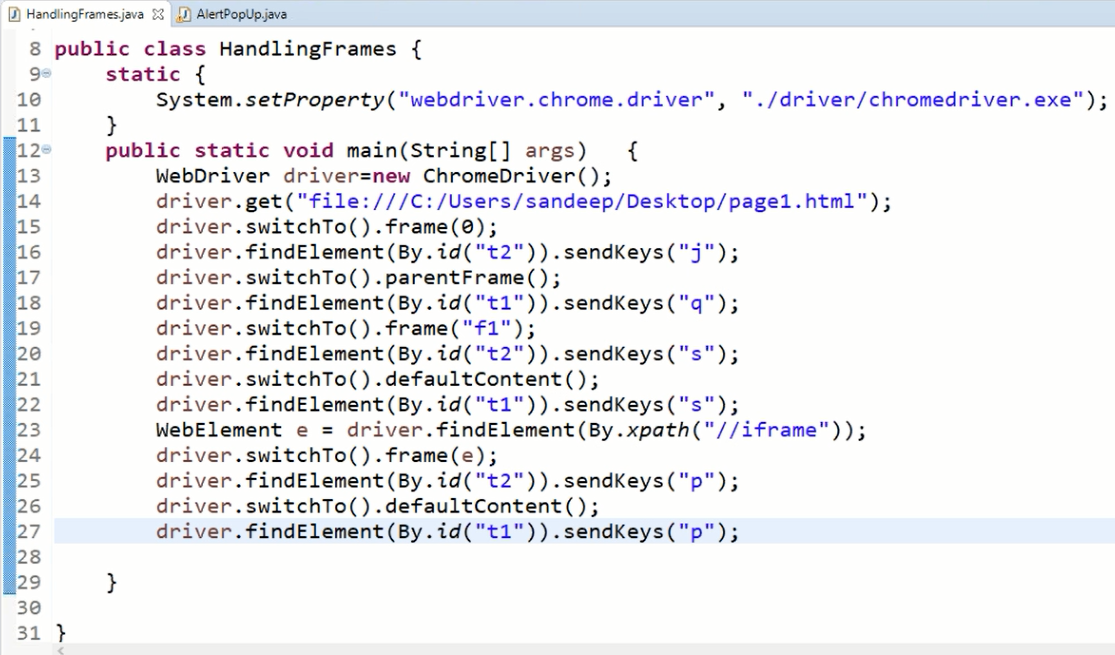 HandlingFrames.java AlertPopUp.java
8 public class HandlingFrames {
9 static {
10 System.setProperty("webdriver.chrome.driver", "./driver/chromedriver.exe");
11 }
12 public static void main(String[] args) {
13 WebDriver driver=new ChromeDriver();
14 driver.get("file:///C:/Users/sandeep/Desktop/page1.html");
15 driver.switchTo().frame(0);
16 driver.findElement(By.id("t2")).sendKeys("j");
17 driver.switchTo().parentFrame();
18 driver.findElement(By.id("t1")).sendKeys("q");
19 driver.switchTo().frame("f1");
20 driver.findElement(By.id("t2")).sendKeys("s");
21 driver.switchTo().defaultContent();
22 driver.findElement(By.id("t1")).sendKeys("s");
23 WebElement e = driver.findElement(By.xpath("//iframe"));
24 driver.switchTo().frame(e);
25 driver.findElement(By.id("t2")).sendKeys("p");
26 driver.switchTo().defaultContent();
27 driver.findElement(By.id("t1")).sendKeys("p");
28
29 }
30
31 }